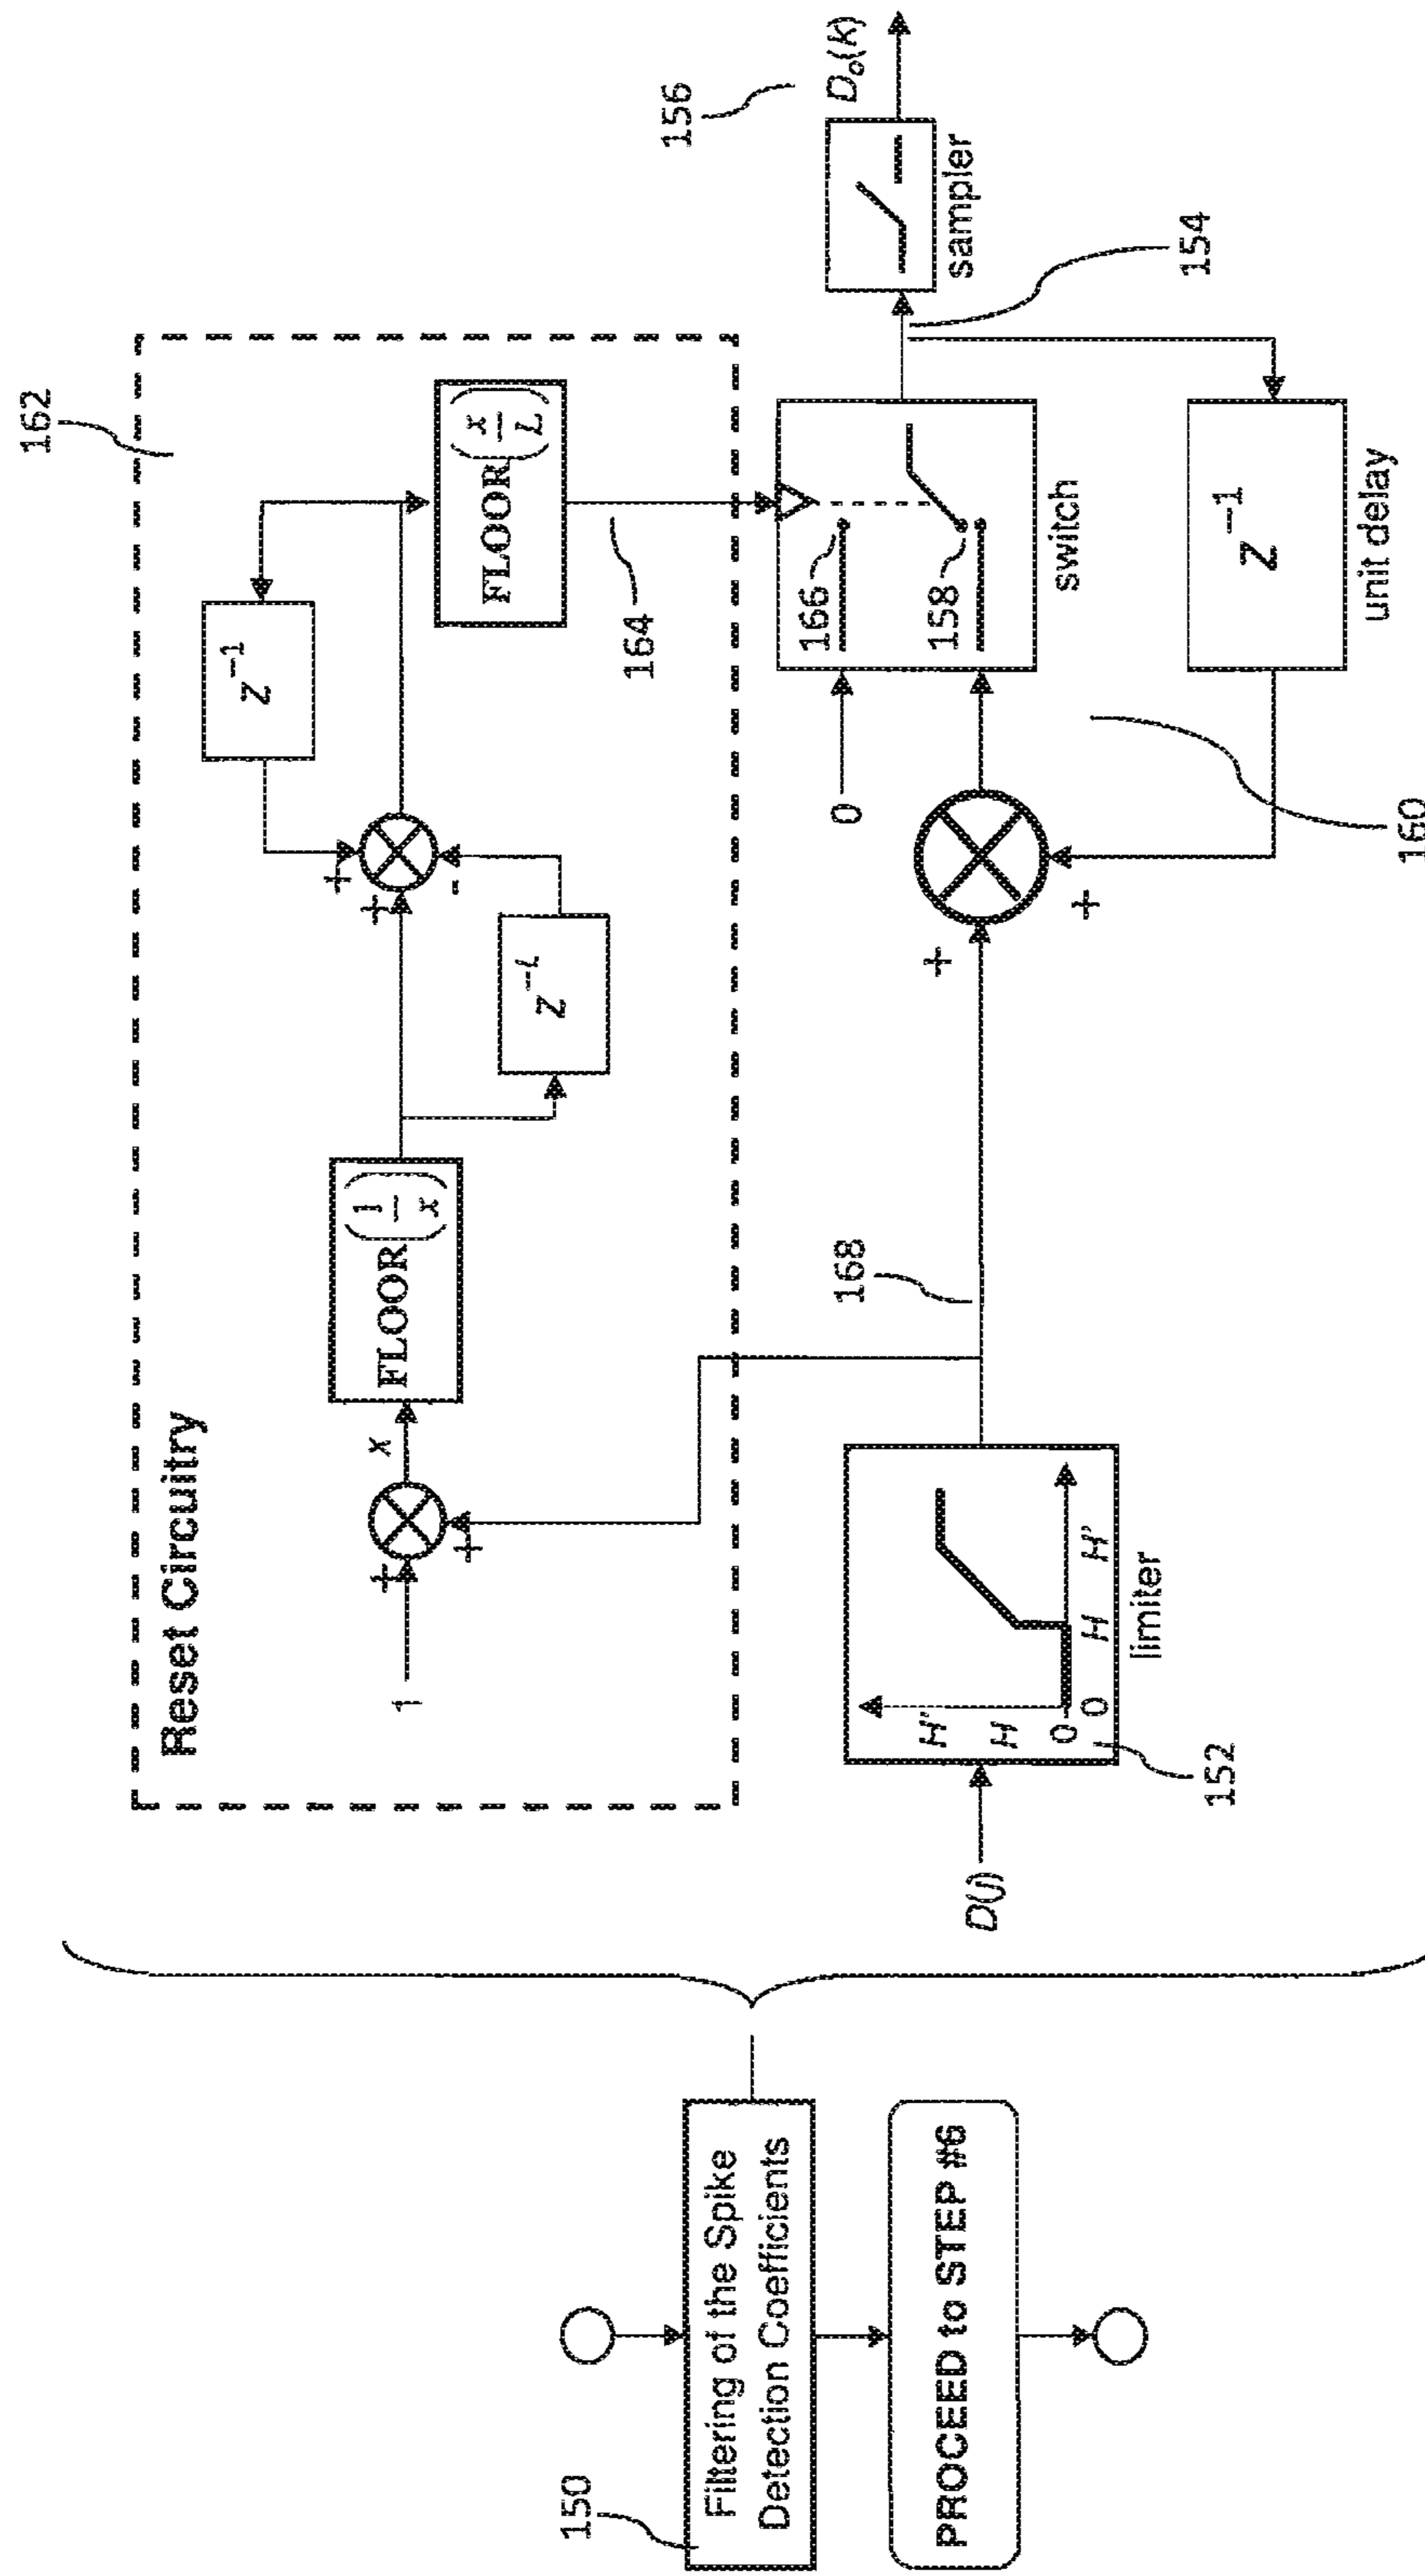 150
Filtering of the Spike
Detection Coefficients
PROCEED to STEP #6
162
Reset Circuitry
1
+
+
x
FLOOR(1/x)
z⁻ᴸ
+
+
-
z⁻¹
FLOOR(x/L)
164
D(j)
H'
H
0
0
H
H'
limiter
152
168
+
+
0
166
158
switch
160
z⁻¹
unit delay
154
sampler
156
Dₒ(k)